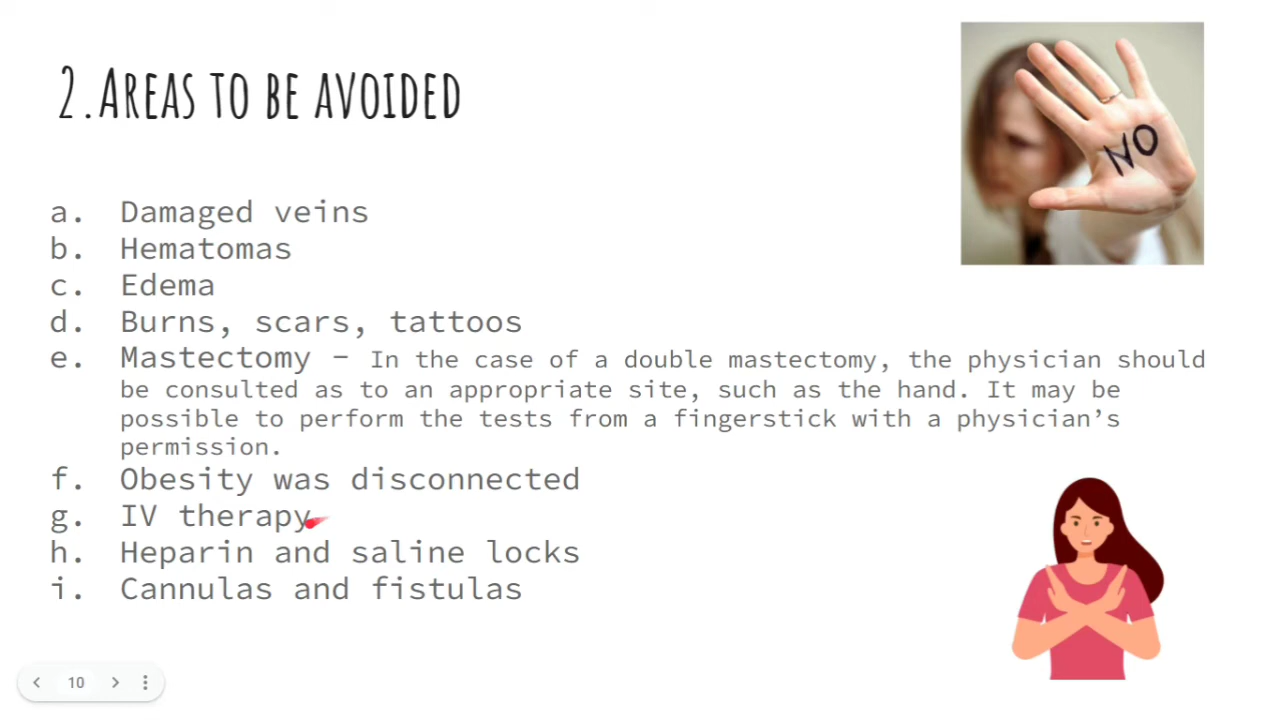 2.Areas to be avoided
NO
a. Damaged veins
b. Hematomas
c. Edema
d. Burns, scars, tattoos
e. Mastectomy – In the case of a double mastectomy, the physician should
be consulted as to an appropriate site, such as the hand. It may be
possible to perform the tests from a fingerstick with a physician’s
permission.
f. Obesity was disconnected
g. IV therapy
h. Heparin and saline locks
i. Cannulas and fistulas
10